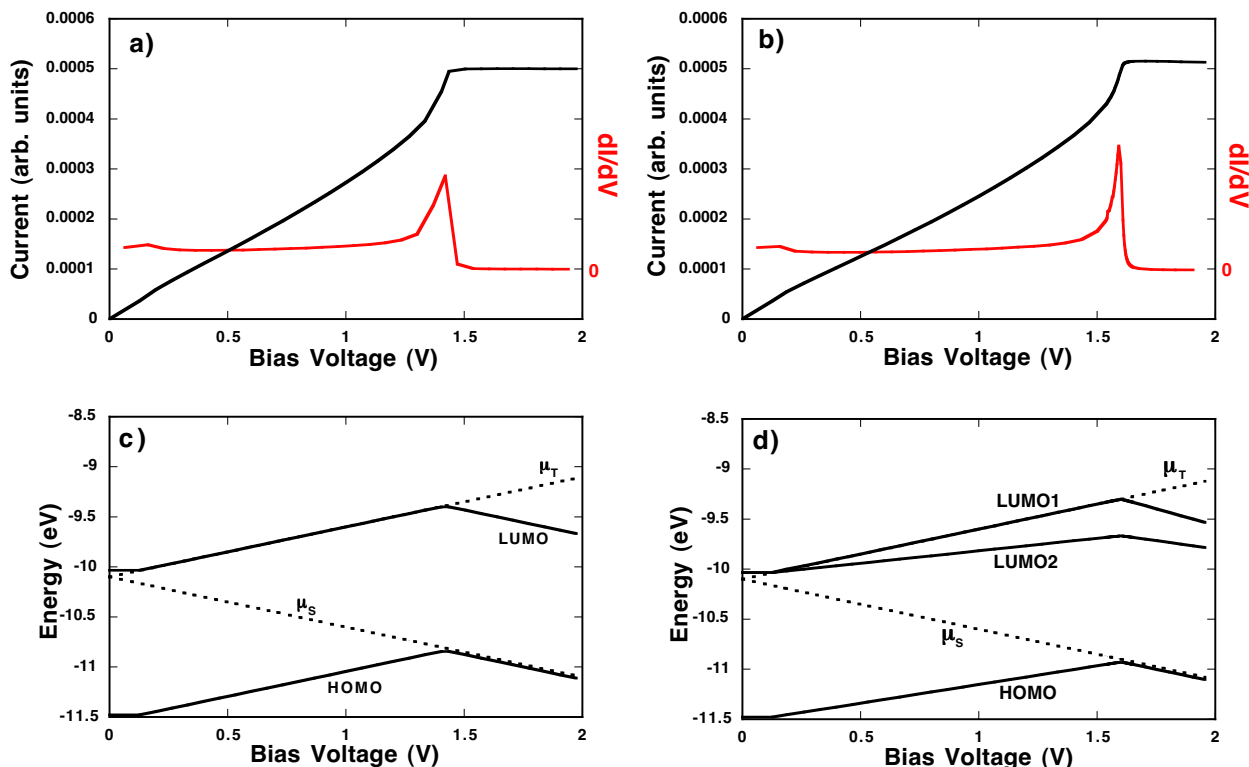 a)
Current (arb. units)
0.0006
0.0005
0.0004
0.0003
0.0002
0.0001
0
dI/dV
0
0
0.5
1
1.5
2
Bias Voltage (V)
b)
Current (arb. units)
0.0006
0.0005
0.0004
0.0003
0.0002
0.0001
0
dI/dV
0
0
0.5
1
1.5
2
Bias Voltage (V)
c)
Energy (eV)
-8.5
-9
-9.5
-10
-10.5
-11
-11.5
μT
LUMO
μS
HOMO
0
0.5
1
1.5
2
Bias Voltage (V)
d)
Energy (eV)
-8.5
-9
-9.5
-10
-10.5
-11
-11.5
μT
LUMO1
LUMO2
μS
HOMO
0
0.5
1
1.5
2
Bias Voltage (V)